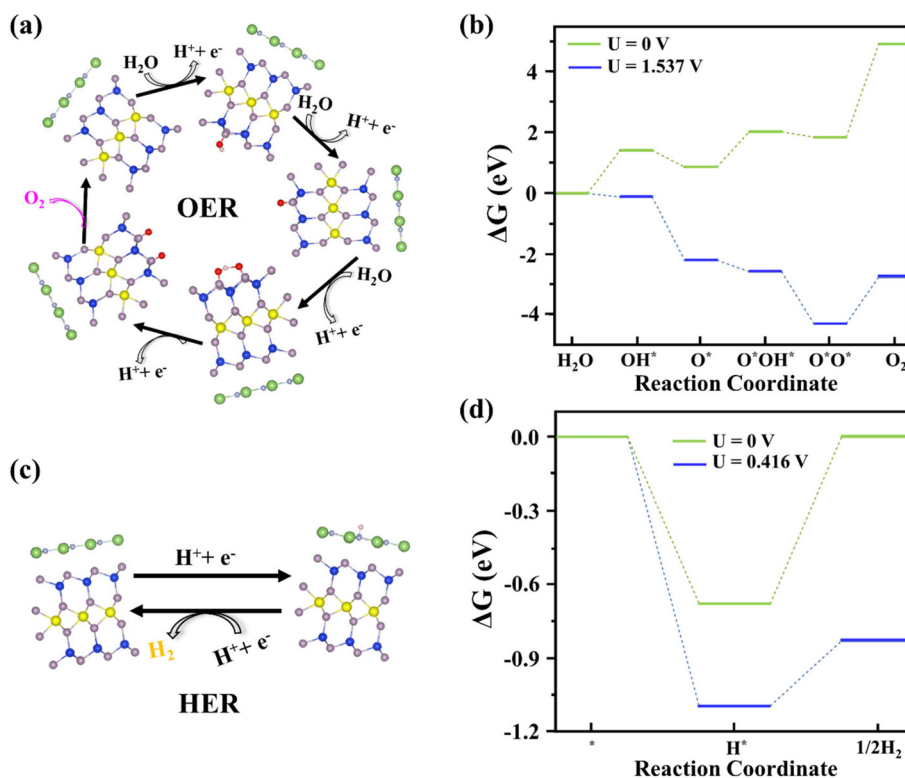 (a)
H₂O
H⁺+ e⁻
H₂O
H⁺+ e⁻
O₂
OER
H₂O
H⁺+ e⁻
H⁺+ e⁻
(b)
U = 0 V
U = 1.537 V
4
2
0
-2
-4
ΔG (eV)
H₂O
OH*
O*
O*OH*
O*O*
O₂
Reaction Coordinate
(c)
H⁺+ e⁻
H₂
H⁺+e⁻
HER
(d)
U = 0 V
U = 0.416 V
0.0
-0.3
-0.6
-0.9
-1.2
ΔG (eV)
*
H*
1/2H₂
Reaction Coordinate